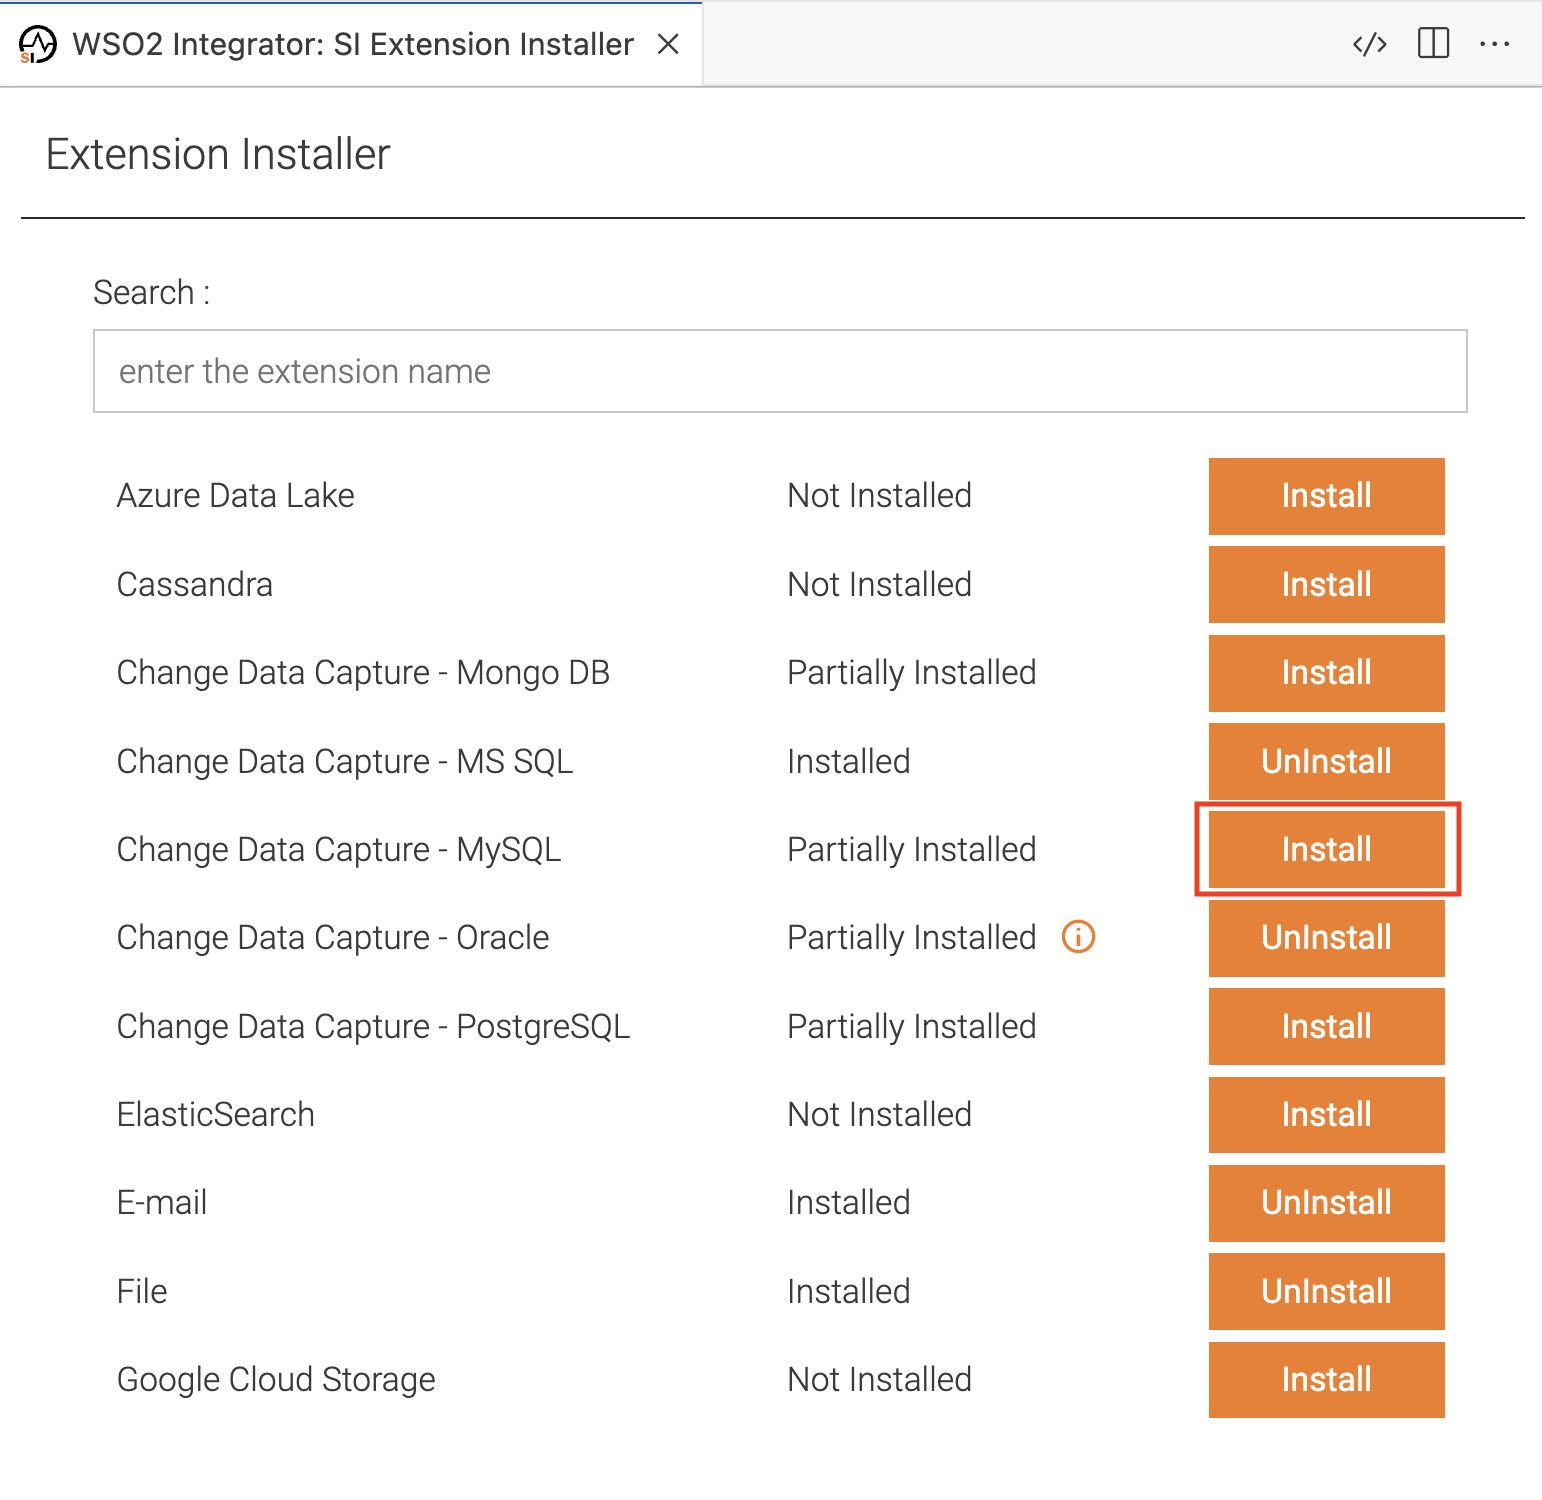 SI WSO2 Integrator: SI Extension Installer
Extension Installer
Search :
enter the extension name
Azure Data Lake Not Installed Install
Cassandra Not Installed Install
Change Data Capture - Mongo DB Partially Installed Install
Change Data Capture - MS SQL Installed UnInstall
Change Data Capture - MySQL Partially Installed Install
Change Data Capture - Oracle Partially Installed UnInstall
Change Data Capture - PostgreSQL Partially Installed Install
ElasticSearch Not Installed Install
E-mail Installed UnInstall
File Installed UnInstall
Google Cloud Storage Not Installed Install